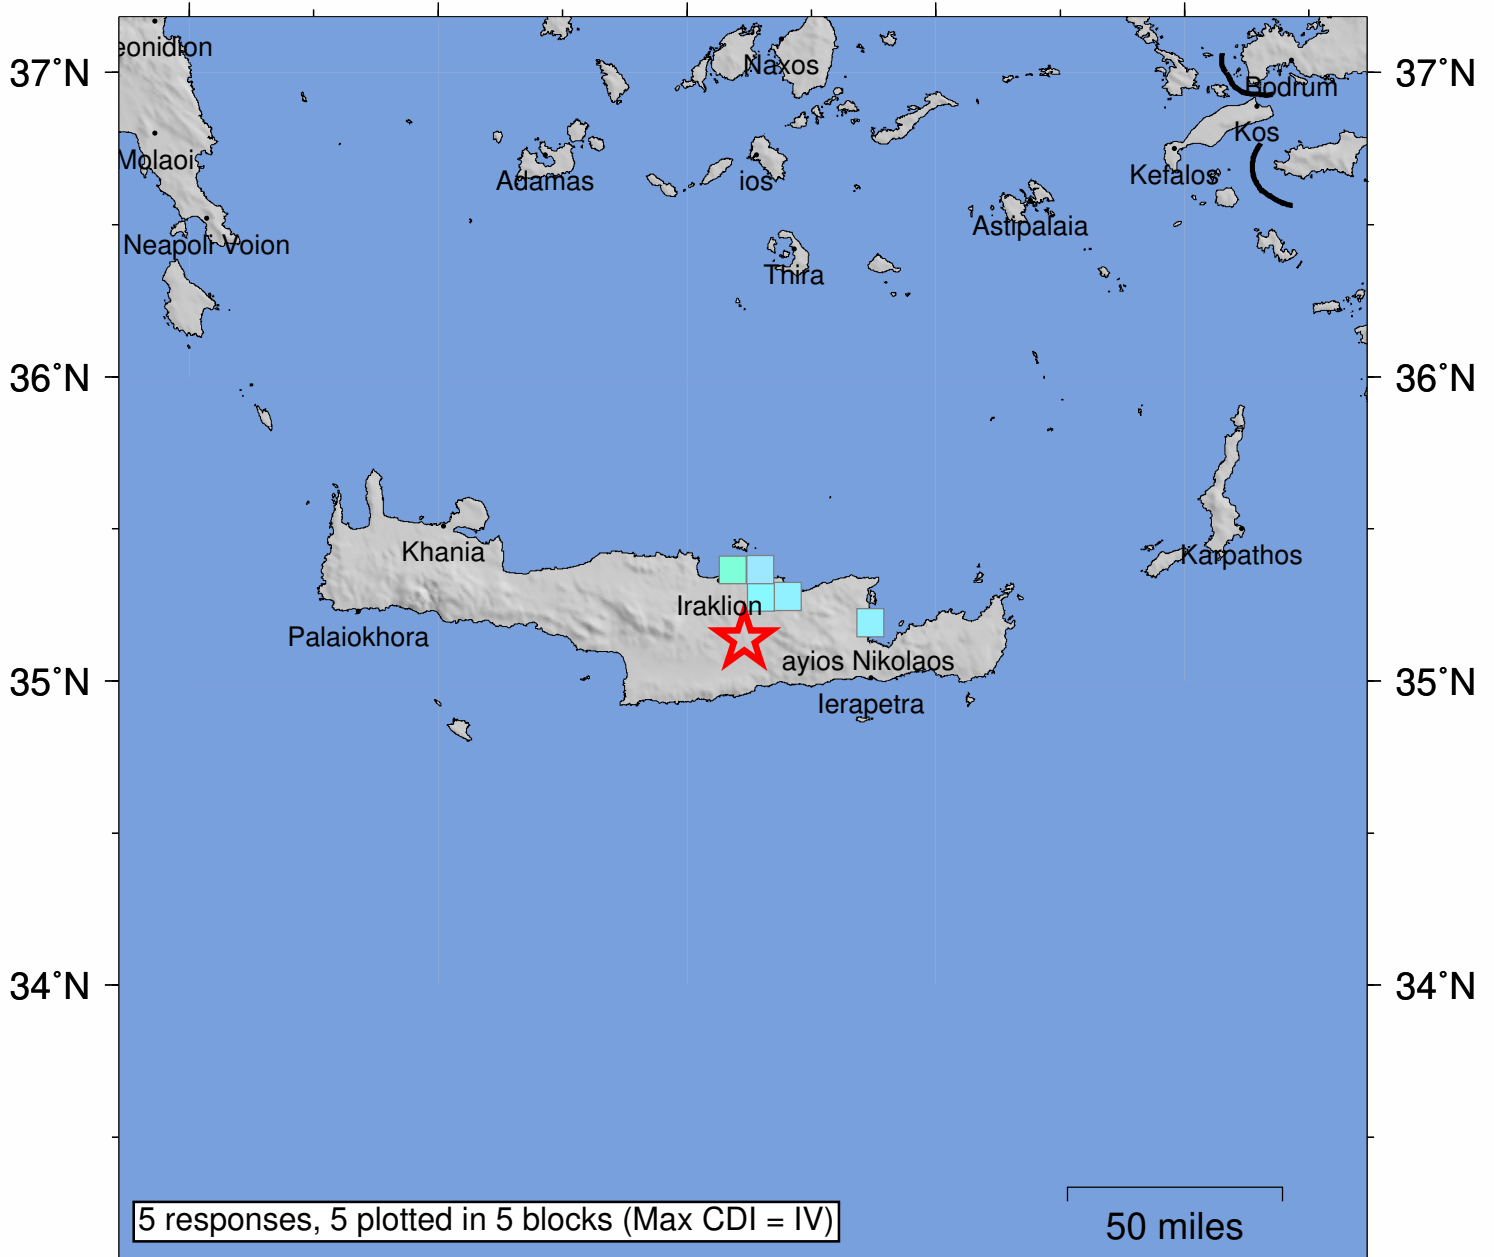 eonidion
Naxos
37°N
37°N
Bodrum
Kos
Molaoi
Adamas
ios
Kefalos
Astipalaia
Neapoli Voion
Thira
36°N
36°N
Khania
Karpathos
Iraklion
Palaiokhora
ayios Nikolaos
35°N
35°N
Ierapetra
34°N
34°N
5 responses, 5 plotted in 5 blocks (Max CDI = IV)
50 miles